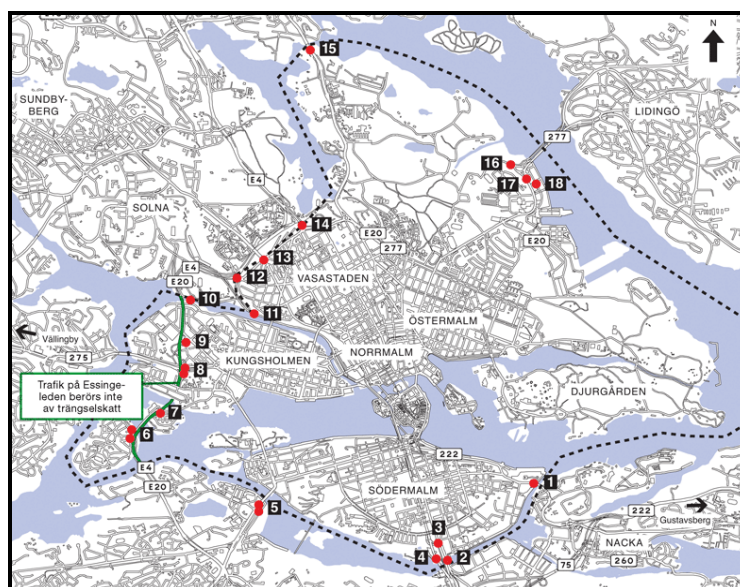 N
15
SUNDBY-
BERG
LIDINGÖ
277
16
E4
17
18
SOLNA
14
E20
277
E20
13
VASASTADEN
E4
12
E20
10
11
ÖSTERMALM
Vällingby
9
NORRMALM
275
8
KUNGSHOLMEN
Trafik på Essinge-
leden berörs inte
av trängselskatt
DJURGÅRDEN
7
6
222
E4
1
E20
SÖDERMALM
5
222
Gustavsberg
3
NACKA
4
2
75
260